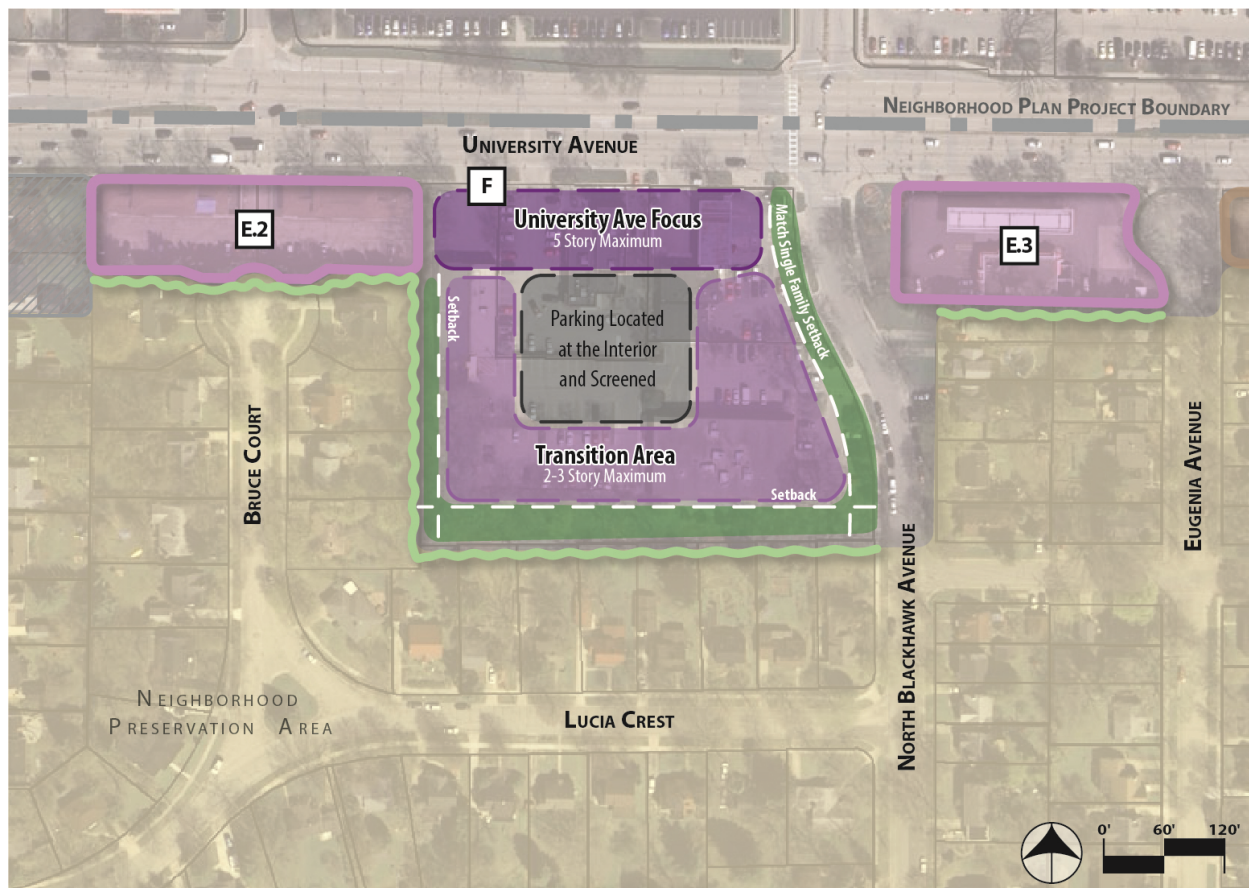 NEIGHBORHOOD PLAN PROJECT BOUNDARY
UNIVERSITY AVENUE
F
University Ave Focus
5 Story Maximum
E.2
E.3
Match Single Family Setback
Setback
Parking Located
at the Interior
and Screened
Transition Area
2-3 Story Maximum
Setback
BRUCE COURT
NORTH BLACKHAWK AVENUE
EUGENIA AVENUE
NEIGHBORHOOD
PRESERVATION AREA
LUCIA CREST
0' 60' 120'